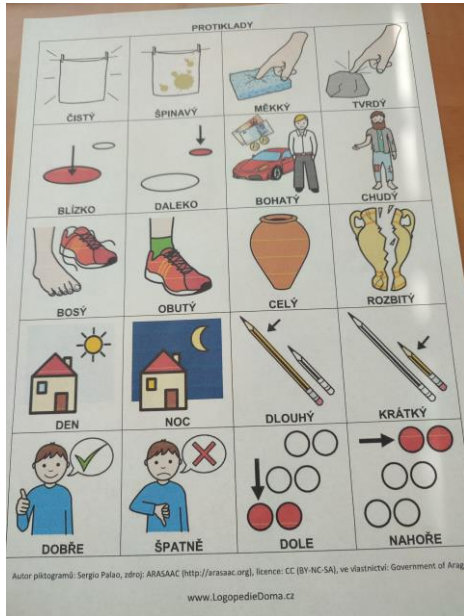 PROTIKLADY
ČISTÝ ŠPINAVÝ MĚKKÝ TVRDÝ
BLÍZKO DALEKO BOHATÝ CHUDÝ
BOSÝ OBUTÝ CELÝ ROZBITÝ
DEN NOC DLOUHÝ KRÁTKÝ
DOBŘE ŠPATNĚ DOLE NAHOŘE
Autor piktogramů: Sergio Palao, zdroj: ARASAAC (http://arasaac.org), licence: CC (BY-NC-SA), ve vlastnictví: Government of Arag
www.LogopedieDoma.cz